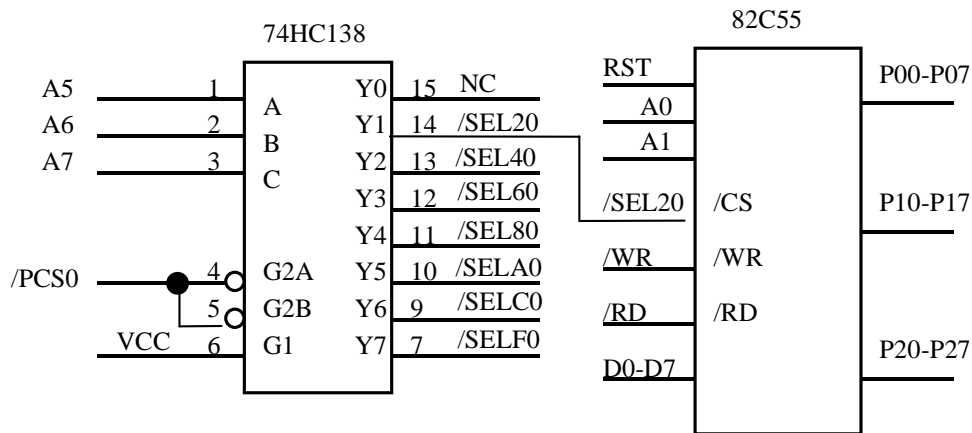 74HC138
A5 1 A Y0 15 NC
A6 2 B Y1 14 /SEL20
A7 3 C Y2 13 /SEL40
Y3 12 /SEL60
Y4 11 /SEL80
/PCS0 4 G2A Y5 10 /SELA0
5 G2B Y6 9 /SELC0
VCC 6 G1 Y7 7 /SELF0
82C55
RST P00-P07
A0
A1
/SEL20 /CS P10-P17
/WR /WR
/RD /RD
D0-D7 P20-P27